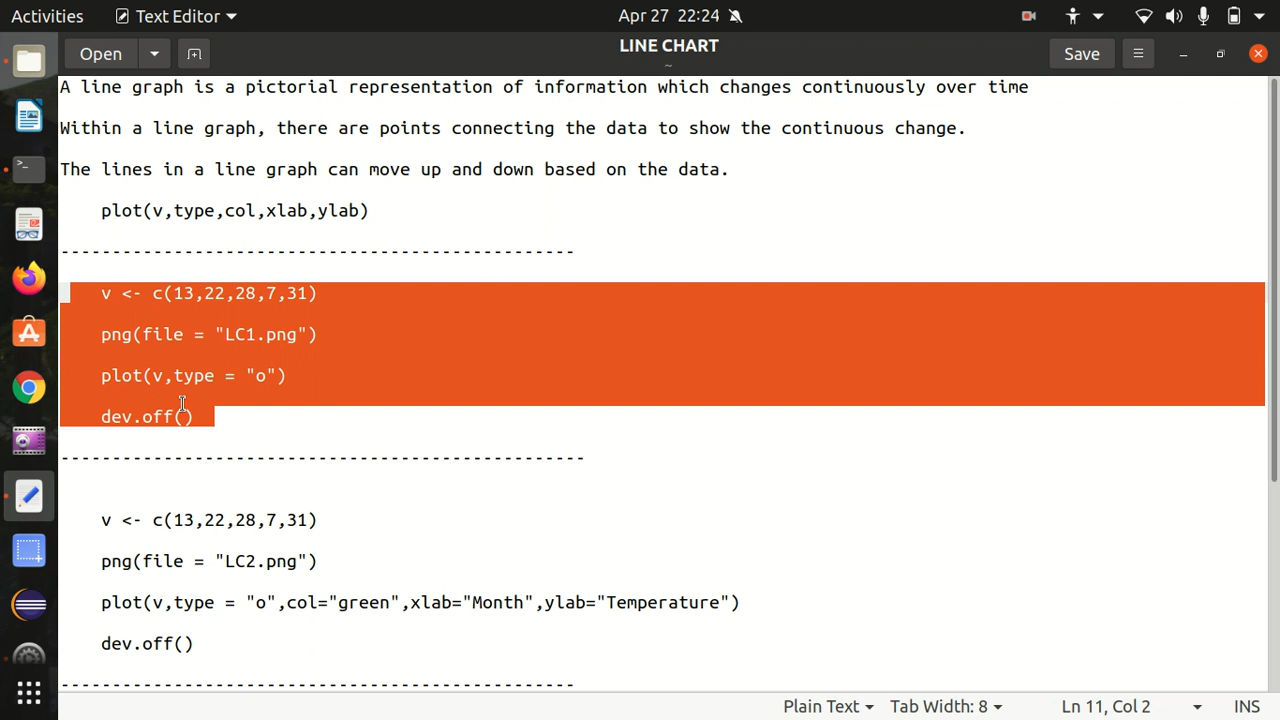 Activities Text Editor Apr 27 22:24
Open LINE CHART Save
~
A line graph is a pictorial representation of information which changes continuously over time
Within a line graph, there are points connecting the data to show the continuous change.
The lines in a line graph can move up and down based on the data.
plot(v,type,col,xlab,ylab)
--------------------------------------------------
v <- c(13,22,28,7,31)
png(file = "LC1.png")
plot(v,type = "o")
dev.off()
---------------------------------------------------
v <- c(13,22,28,7,31)
png(file = "LC2.png")
plot(v,type = "o",col="green",xlab="Month",ylab="Temperature")
dev.off()
--------------------------------------------------
Plain Text Tab Width: 8 Ln 11, Col 2 INS